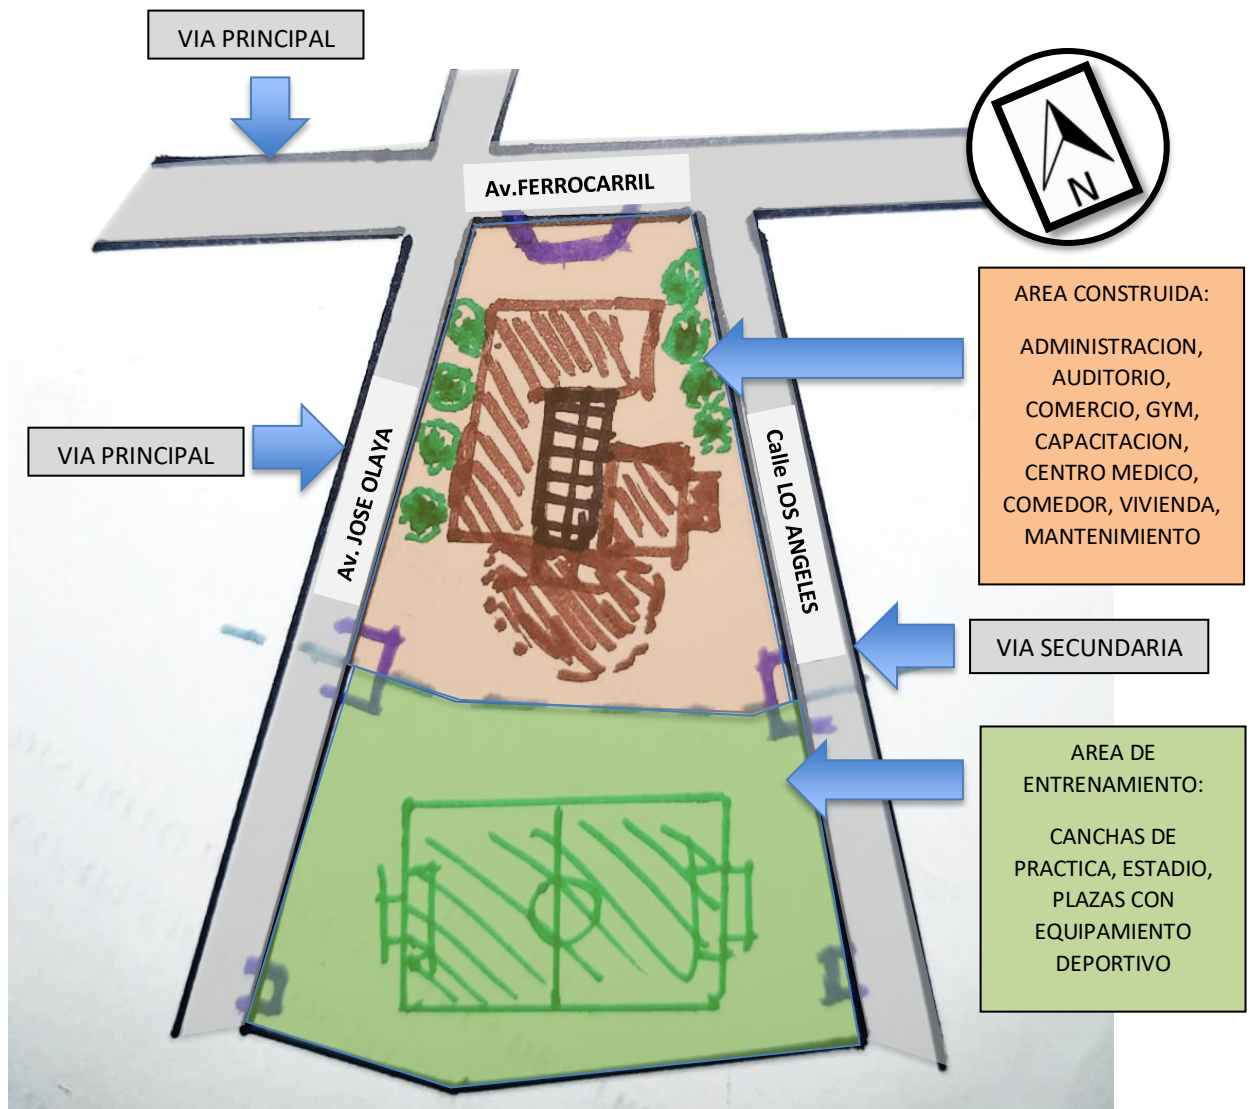 VIA PRINCIPAL
Av.FERROCARRIL
N
AREA CONSTRUIDA:
ADMINISTRACION,
AUDITORIO,
COMERCIO, GYM,
CAPACITACION,
CENTRO MEDICO,
COMEDOR, VIVIENDA,
MANTENIMIENTO
VIA PRINCIPAL
Av. JOSE OLAYA
Calle LOS ANGELES
VIA SECUNDARIA
AREA DE
ENTRENAMIENTO:
CANCHAS DE
PRACTICA, ESTADIO,
PLAZAS CON
EQUIPAMIENTO
DEPORTIVO